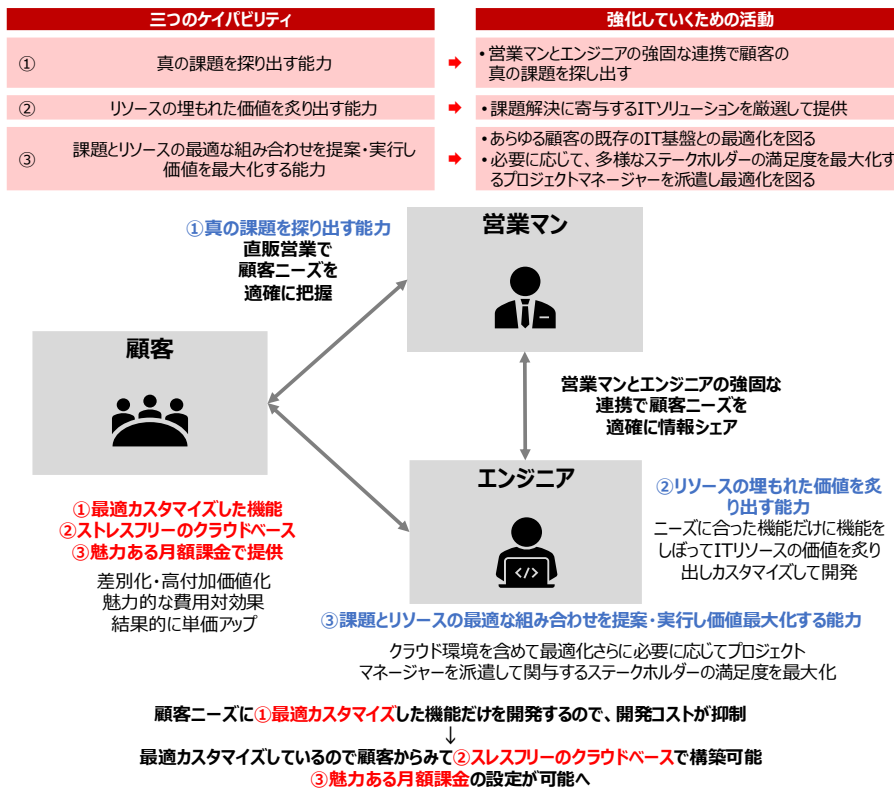 三つのケイパビリティ
強化していくための活動
① 真の課題を探り出す能力
•営業マンとエンジニアの強固な連携で顧客の
真の課題を探し出す
② リソースの埋もれた価値を炙り出す能力
•課題解決に寄与するITソリューションを厳選して提供
③ 課題とリソースの最適な組み合わせを提案・実行し
価値を最大化する能力
•あらゆる顧客の既存のIT基盤との最適化を図る
•必要に応じて、多様なステークホルダーの満足度を最大化す
るプロジェクトマネージャーを派遣し最適化を図る
①真の課題を探り出す能力
直販営業で
顧客ニーズを
適確に把握
営業マン
顧客
営業マンとエンジニアの強固な
連携で顧客ニーズを
適確に情報シェア
エンジニア
</>
①最適カスタマイズした機能
②ストレスフリーのクラウドベース
③魅力ある月額課金で提供
差別化・高付加価値化
魅力的な費用対効果
結果的に単価アップ
②リソースの埋もれた価値を炙
り出す能力
ニーズに合った機能だけに機能を
しぼってITリソースの価値を炙り
出しカスタマイズして開発
③課題とリソースの最適な組み合わせを提案・実行し価値最大化する能力
クラウド環境を含めて最適化さらに必要に応じてプロジェクト
マネージャーを派遣して関与するステークホルダーの満足度を最大化
顧客ニーズに①最適カスタマイズした機能だけを開発するので、開発コストが抑制
↓
最適カスタマイズしているので顧客からみて②スレスフリーのクラウドベースで構築可能
③魅力ある月額課金の設定が可能へ